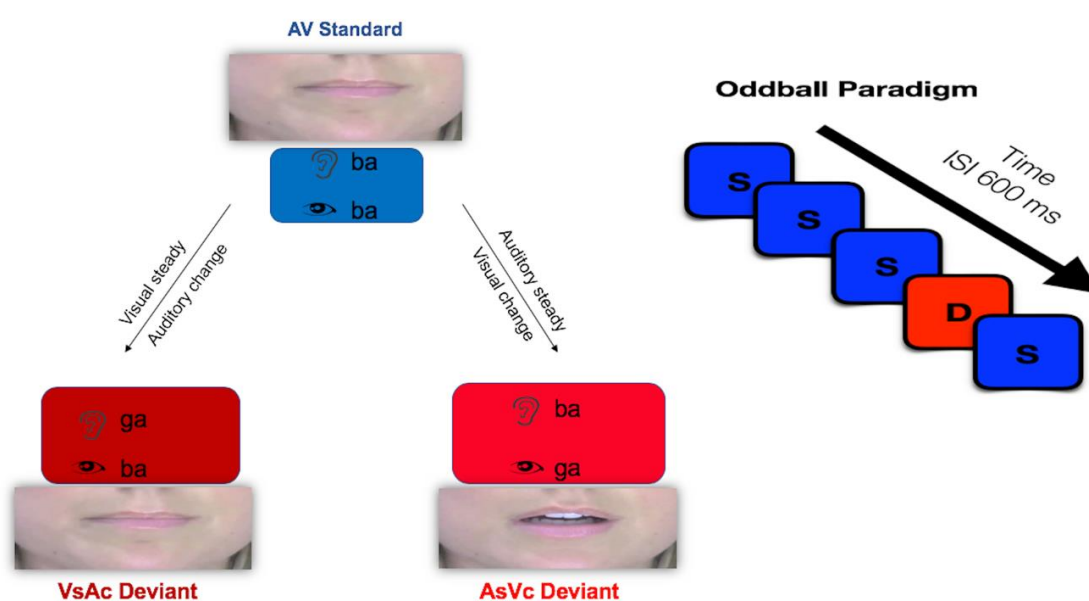 AV Standard
ba
ba
Visual steady
Auditory change
Auditory steady
Visual change
ga
ba
VsAc Deviant
ba
ga
AsVc Deviant
Oddball Paradigm
Time
ISI 600 ms
S
S
S
D
S